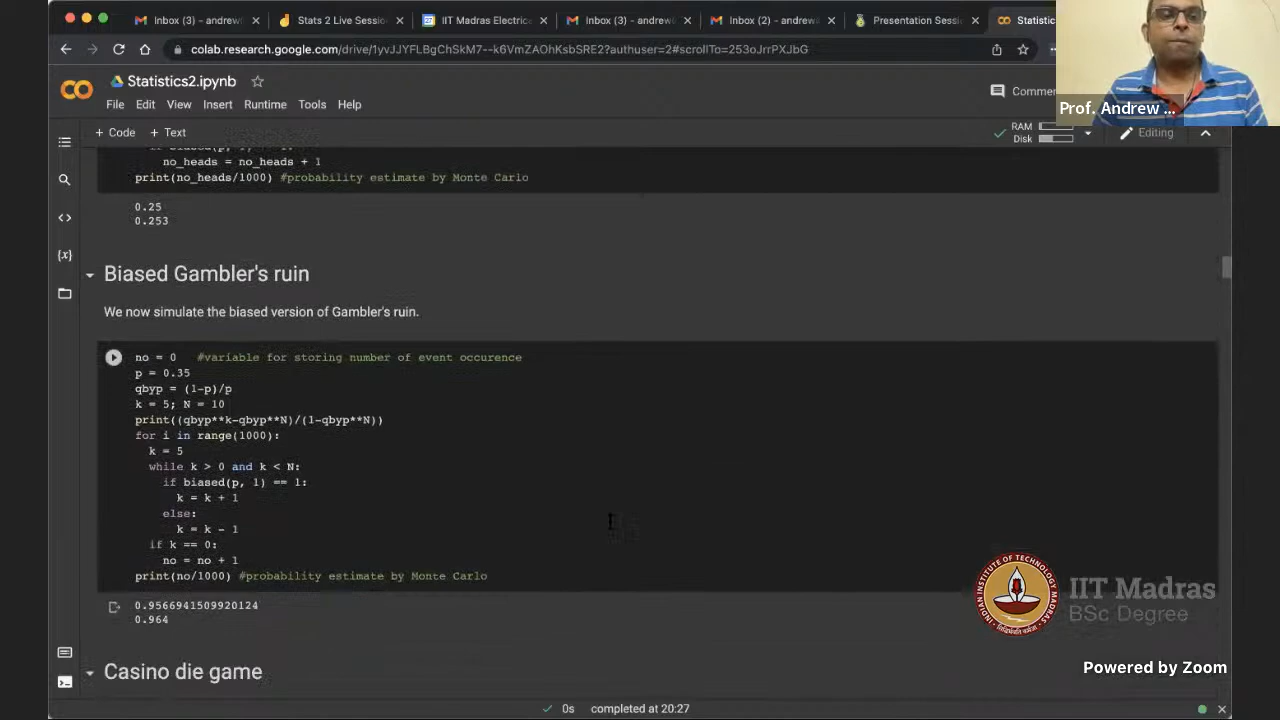 Inbox (3) - andrew
Stats 2 Live Sessio
IIT Madras Electric
Inbox (3) - andrew
Inbox (2) - andrew
Presentation Sessi
Statistic
colab.research.google.com/drive/1yvJJYFLBgChSkM7--k6VmZAOhKsbSRE2?authuser=2#scrollTo=253oJrrPXJbG
Statistics2.ipynb
Comme
File Edit View Insert Runtime Tools Help
Prof. Andrew ...
+ Code + Text
RAM
Disk
Editing
no_heads = no_heads + 1
print(no_heads/1000) #probability estimate by Monte Carlo
0.25
0.253
{x}
Biased Gambler's ruin
We now simulate the biased version of Gambler's ruin.
no = 0 #variable for storing number of event occurence
p = 0.35
qbyp = (1-p)/p
k = 5; N = 10
print((qbyp**k-qbyp**N)/(1-qbyp**N))
for i in range(1000):
k = 5
while k > 0 and k < N:
if biased(p, 1) == 1:
k = k + 1
else:
k = k - 1
if k == 0:
no = no + 1
print(no/1000) #probability estimate by Monte Carlo
0.9566941509920124
0.964
INDIAN INSTITUTE OF TECHNOLOGY MADRAS
IIT Madras
BSc Degree
Casino die game
Powered by Zoom
0s completed at 20:27